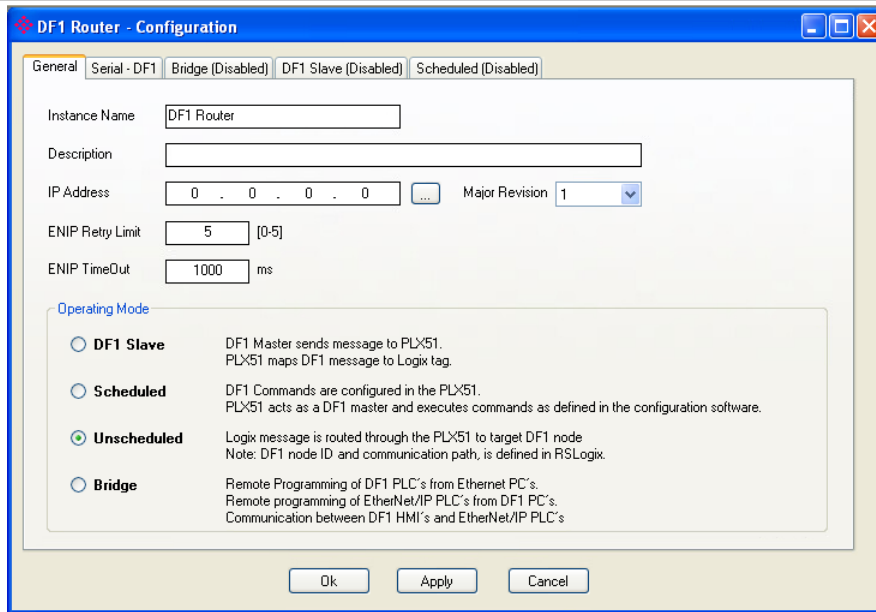 DF1 Router - Configuration
General Serial - DF1 Bridge (Disabled) DF1 Slave (Disabled) Scheduled (Disabled)
Instance Name DF1 Router
Description
IP Address 0 . 0 . 0 . 0 ... Major Revision 1
ENIP Retry Limit 5 [0-5]
ENIP TimeOut 1000 ms
Operating Mode
DF1 Slave DF1 Master sends message to PLX51.
PLX51 maps DF1 message to Logix tag.
Scheduled DF1 Commands are configured in the PLX51.
PLX51 acts as a DF1 master and executes commands as defined in the configuration software.
Unscheduled Logix message is routed through the PLX51 to target DF1 node
Note: DF1 node ID and communication path, is defined in RSLogix.
Bridge Remote Programming of DF1 PLC´s from Ethernet PC´s.
Remote programming of EtherNet/IP PLC´s from DF1 PC´s.
Communication between DF1 HMI´s and EtherNet/IP PLC´s
Ok Apply Cancel